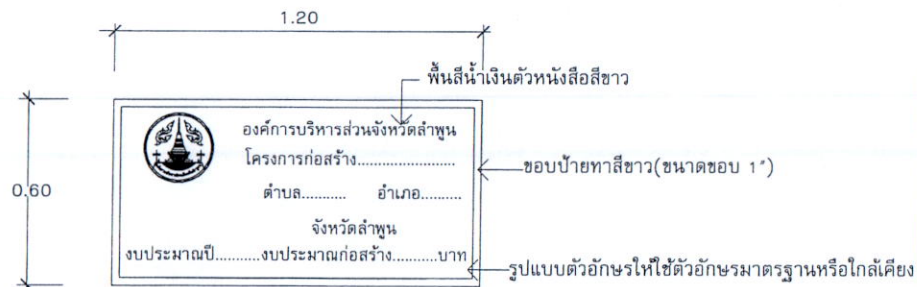 1.20
พื้นสีน้ำเงินตัวหนังสือสีขาว
องค์การบริหารส่วนจังหวัดลำพูน
โครงการก่อสร้าง......................
ขอบป้ายทาสีขาว(ขนาดขอบ 1")
0.60
ตำบล........... อำเภอ..........
จังหวัดลำพูน
งบประมาณปี...........งบประมาณก่อสร้าง...........บาท
รูปแบบตัวอักษรให้ใช้ตัวอักษรมาตรฐานหรือใกล้เคียง